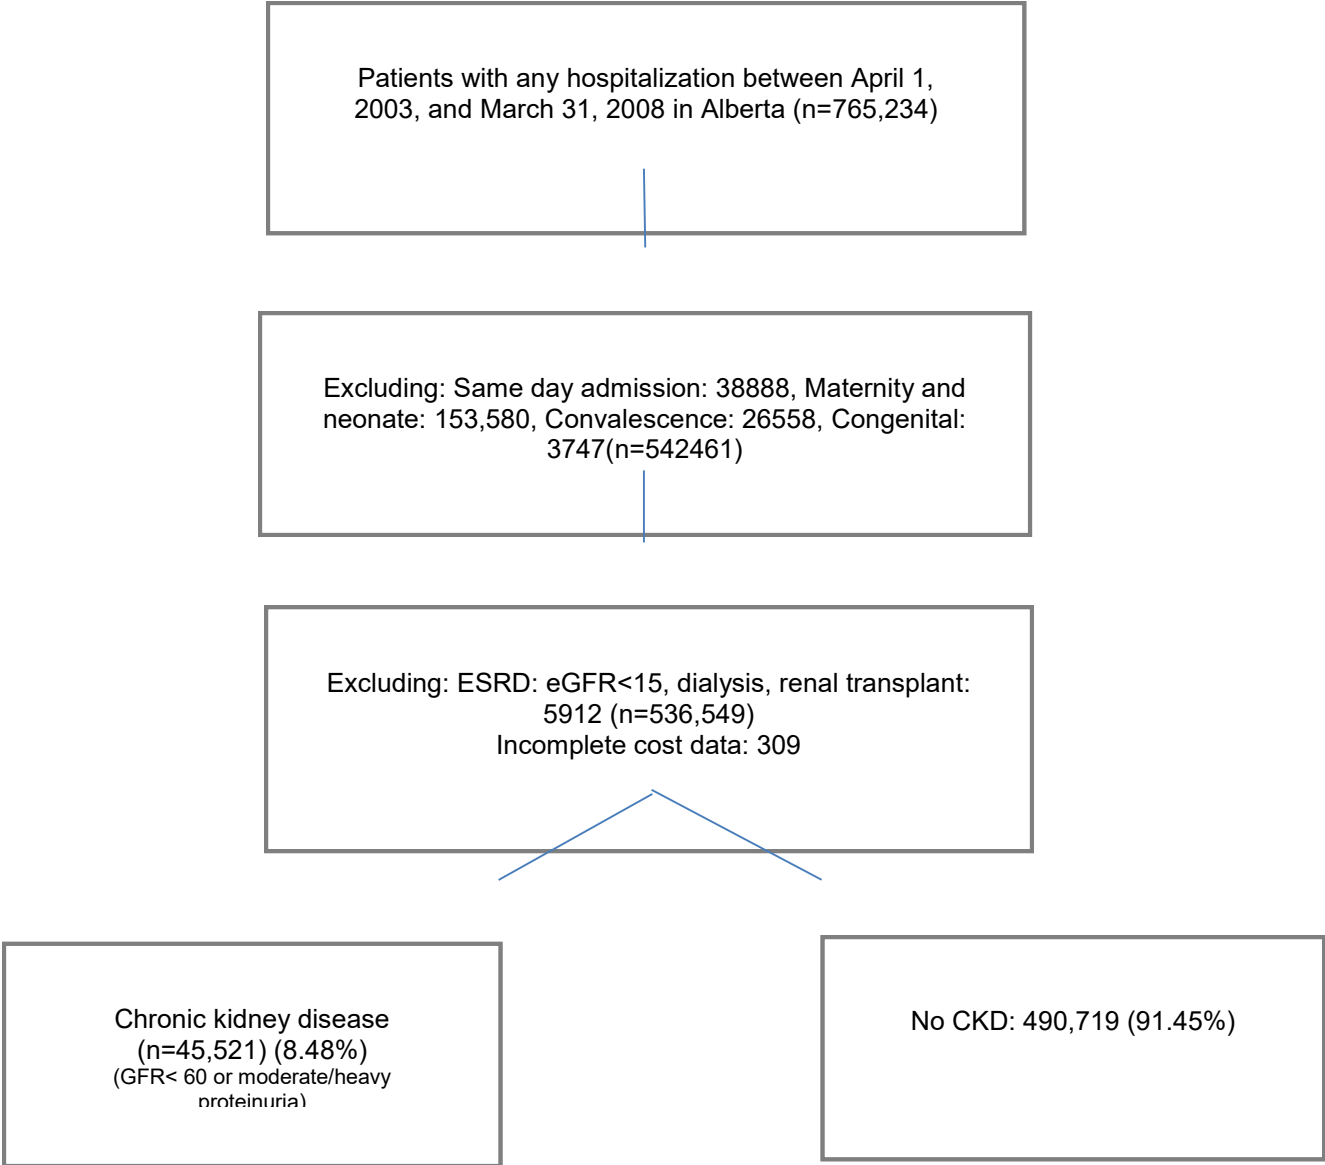 Patients with any hospitalization between April 1,
2003, and March 31, 2008 in Alberta (n=765,234)
Excluding: Same day admission: 38888, Maternity and
neonate: 153,580, Convalescence: 26558, Congenital:
3747(n=542461)
Excluding: ESRD: eGFR<15, dialysis, renal transplant:
5912 (n=536,549)
Incomplete cost data: 309
Chronic kidney disease
(n=45,521) (8.48%)
(GFR< 60 or moderate/heavy
proteinuria)
No CKD: 490,719 (91.45%)